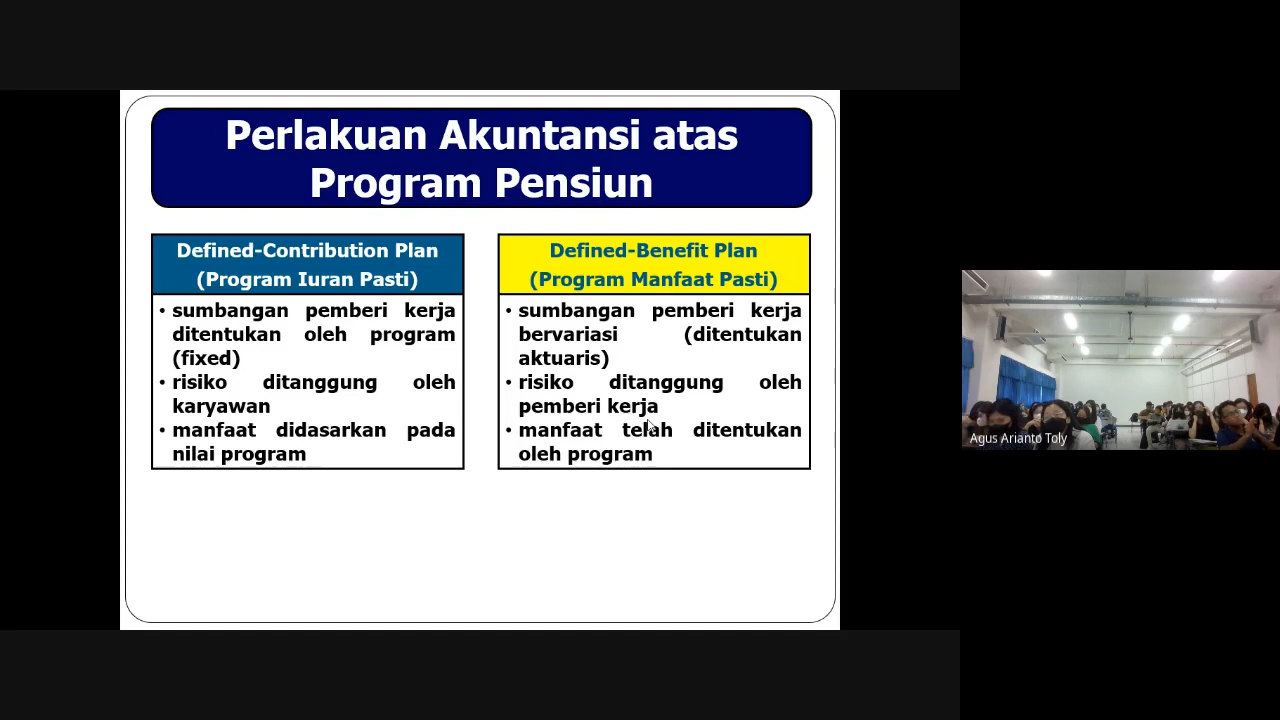 Perlakuan Akuntansi atas
Program Pensiun
Defined-Contribution Plan
(Program Iuran Pasti)
• sumbangan pemberi kerja
ditentukan oleh program
(fixed)
• risiko ditanggung oleh
karyawan
• manfaat didasarkan pada
nilai program
Defined-Benefit Plan
(Program Manfaat Pasti)
• sumbangan pemberi kerja
bervariasi (ditentukan
aktuaris)
• risiko ditanggung oleh
pemberi kerja
• manfaat telah ditentukan
oleh program
Agus Arianto Toly